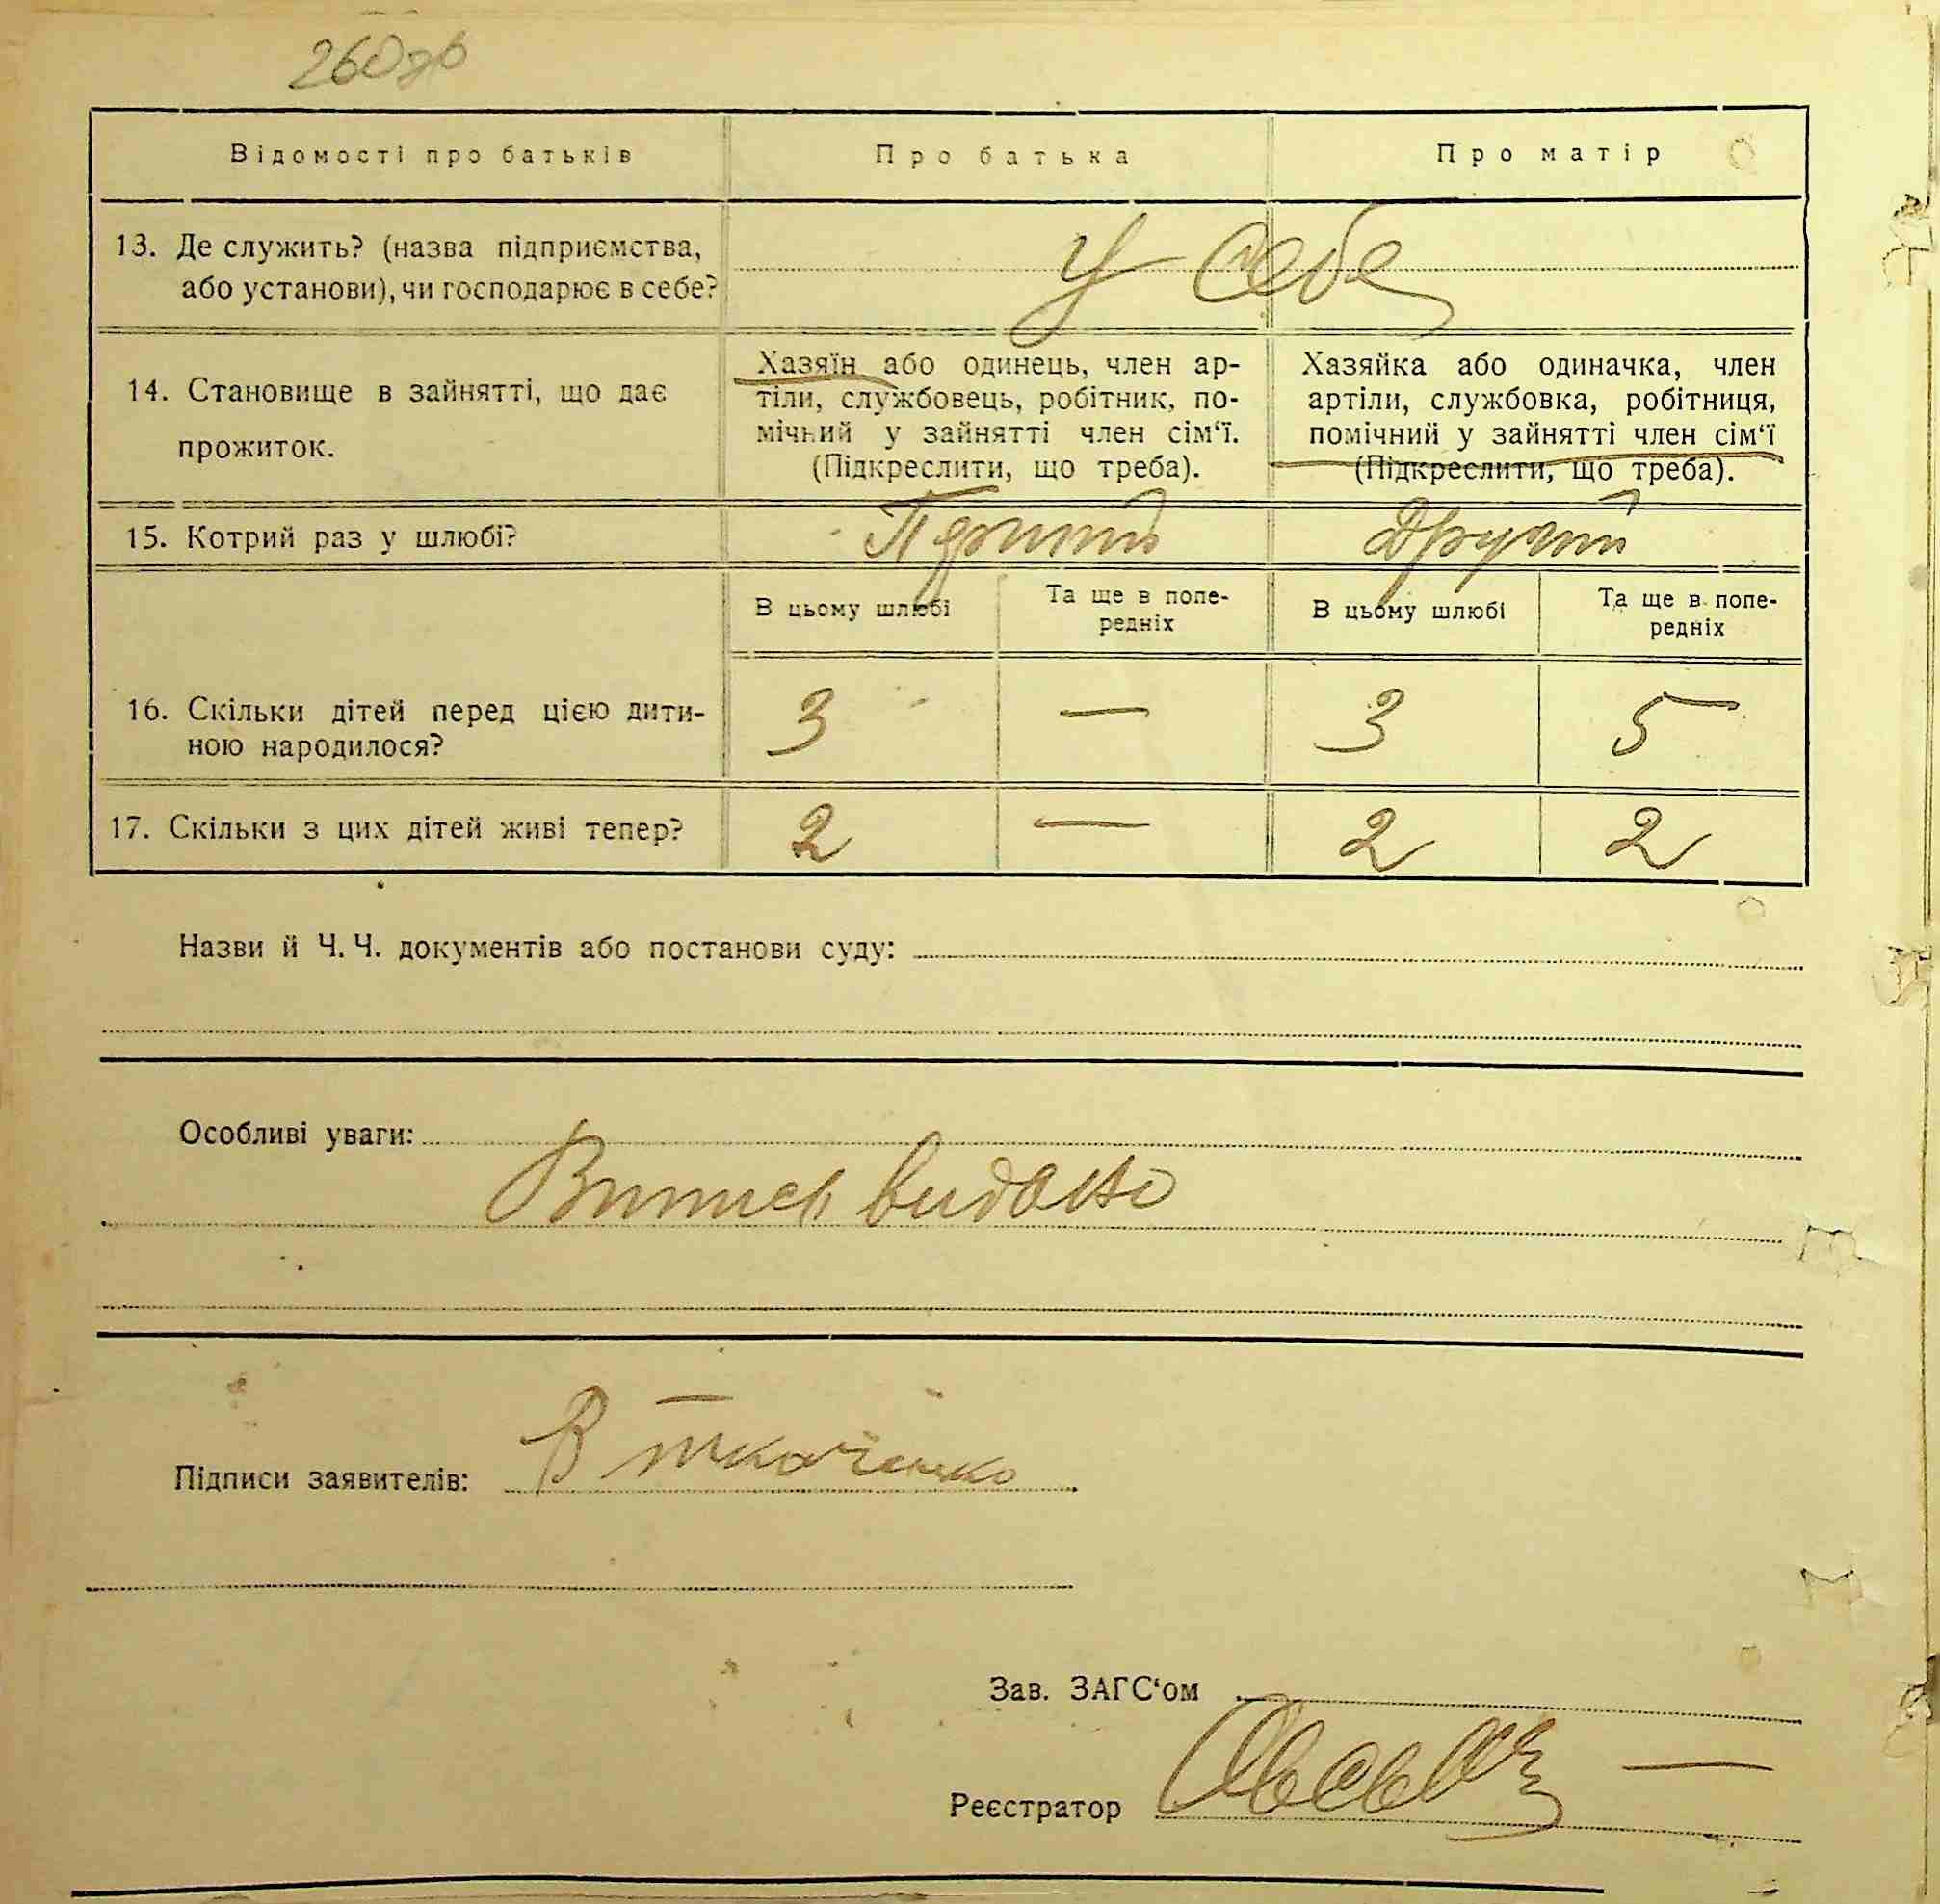 260зв
Відомості про батьків
Про батька
Про матір
13. Де служить? (назва підприємства,
або установи), чи господарює в себе?
У себе
14. Становище в зайнятті, що дає
прожиток.
Хазяїн або одинець, член ар-
тіли, службовець, робітник, по-
мічний у зайнятті член сім‘ї.
(Підкреслити, що треба).
Хазяйка або одиначка, член
артіли, службовка, робітниця,
помічний у зайнятті член сім‘ї
(Підкреслити, що треба).
15. Котрий раз у шлюбі?
Перший
Другий
В цьому шлюбі
Та ще в попе-
редніх
В цьому шлюбі
Та ще в попе-
редніх
16. Скільки дітей перед цією дити-
ною народилося?
3 — 3 5
17. Скільки з цих дітей живі тепер?
2 — 2 2
Назви й Ч. Ч. документів або постанови суду:
Особливі уваги:
Витяг видано
Підписи заявителів: В Ткаченко
Зав. ЗАГС‘ом
Реєстратор